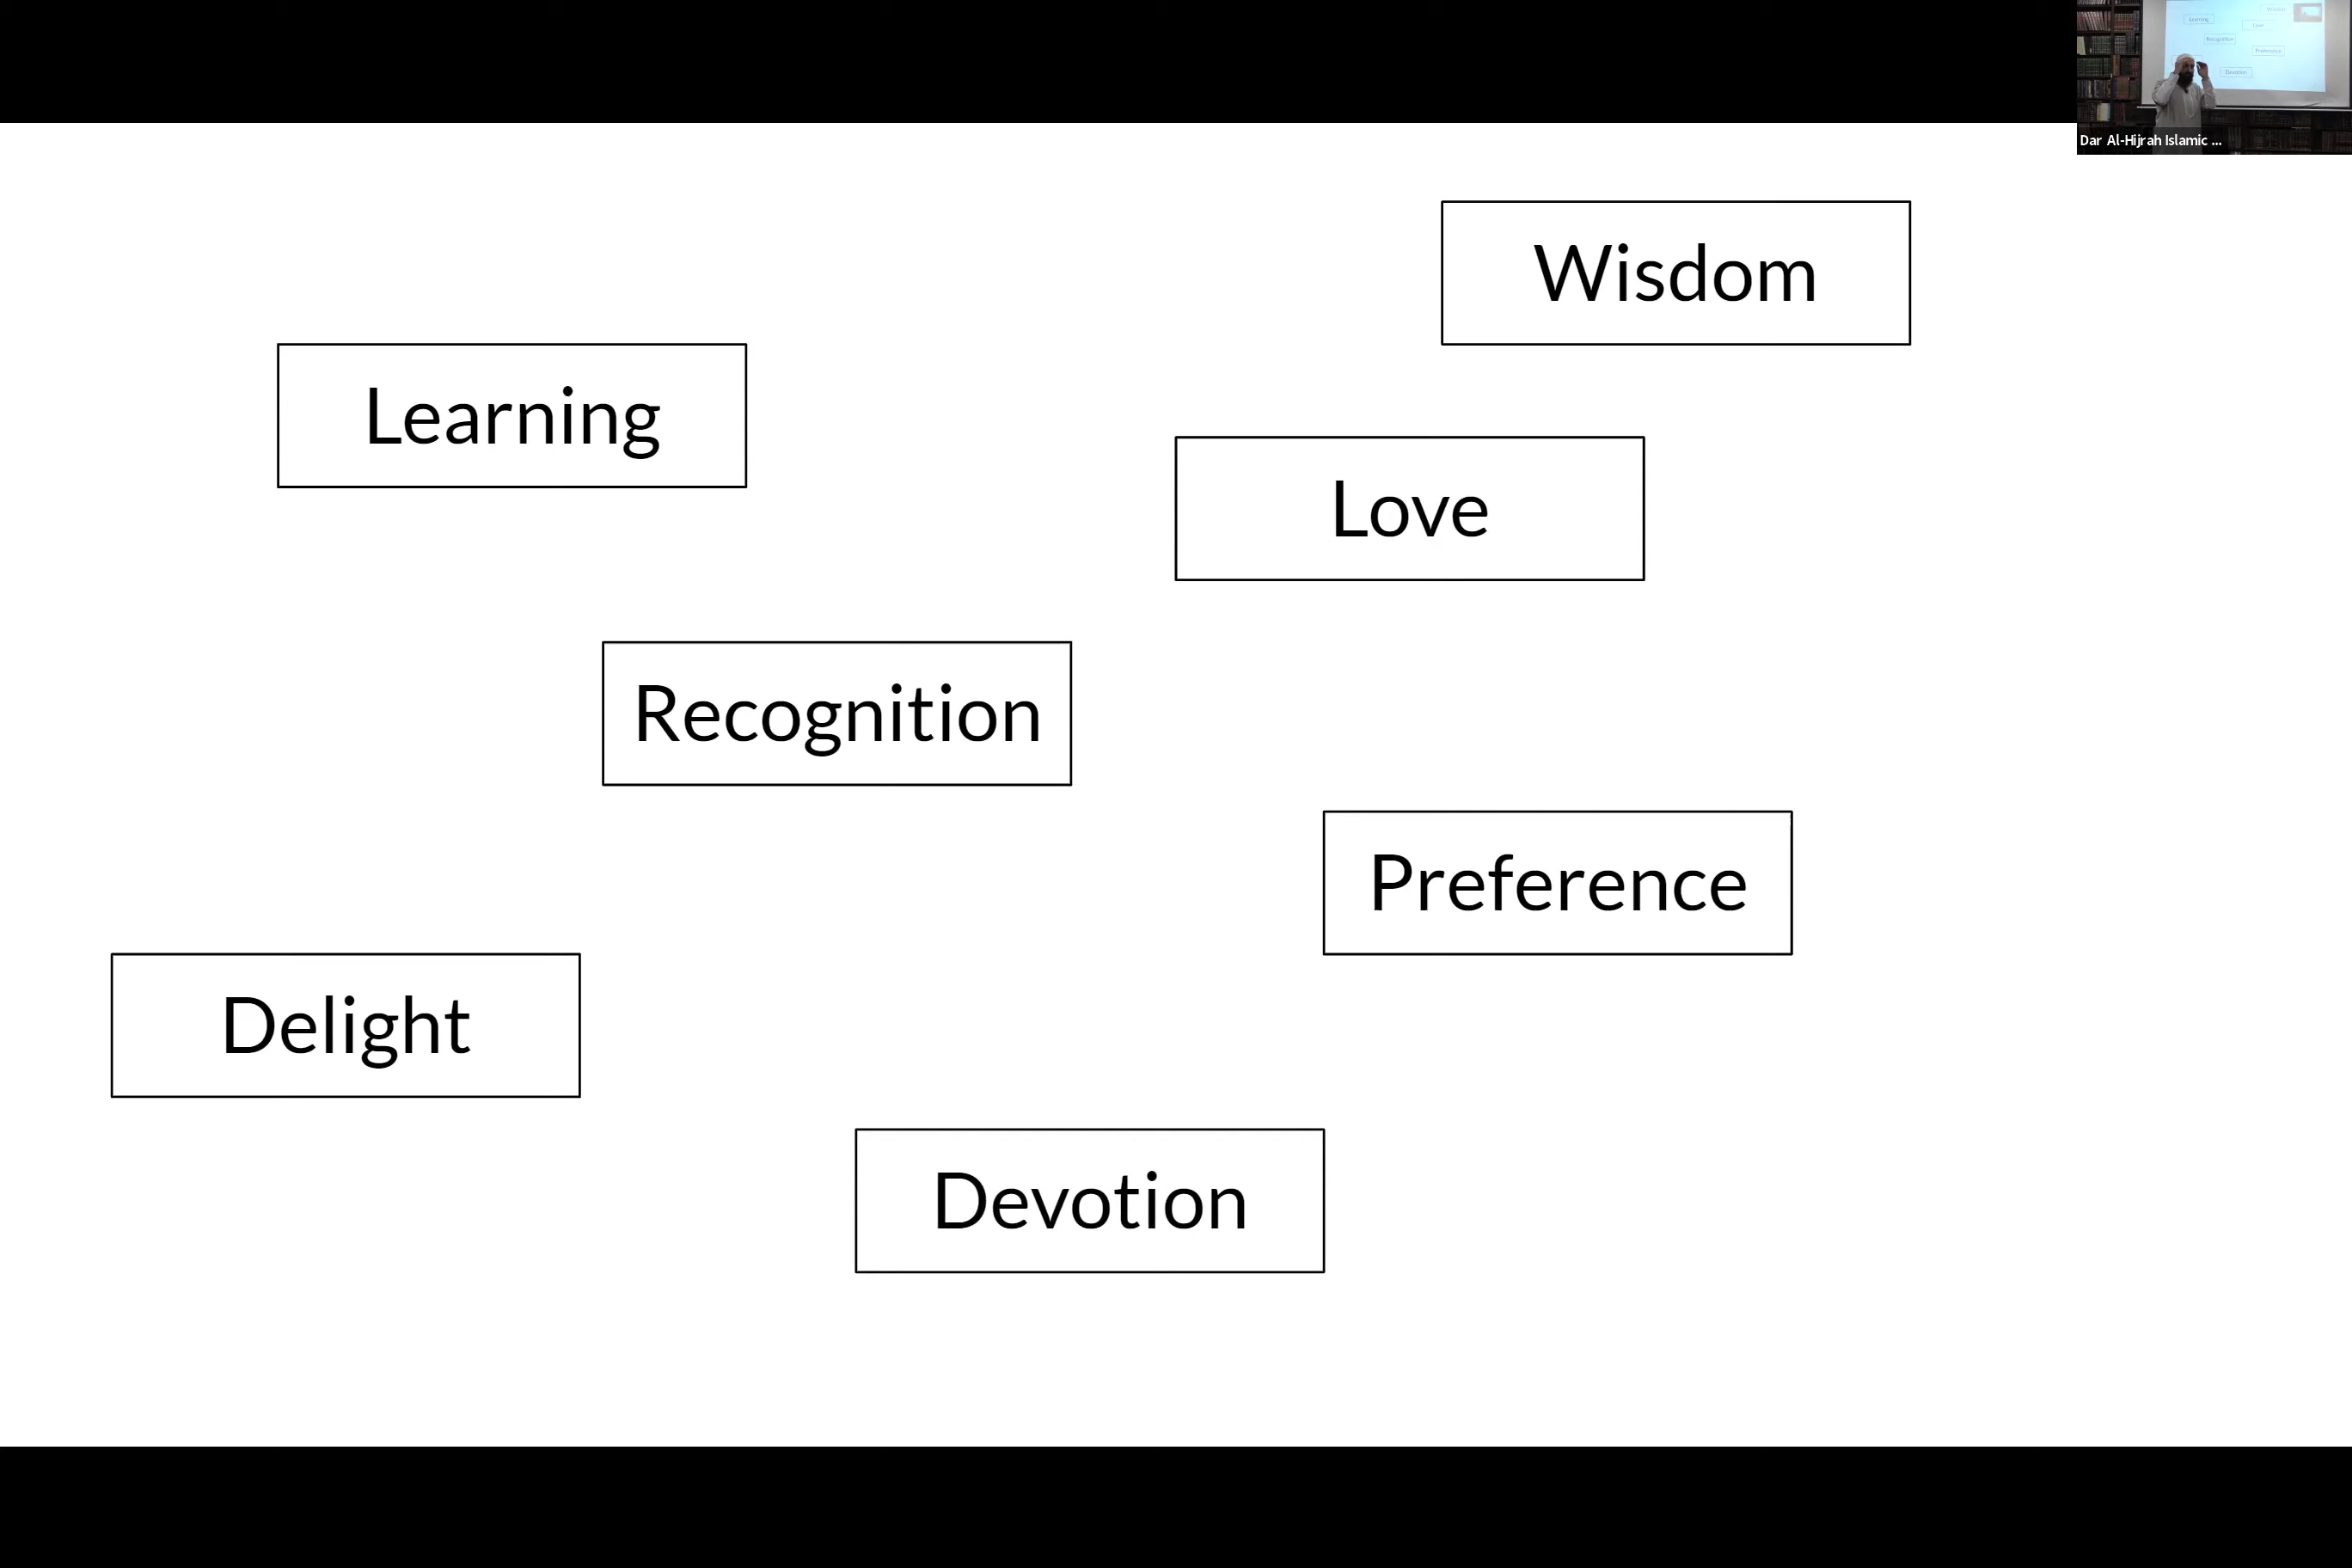 Wisdom
Learning
Love
Recognition
Preference
Delight
Devotion
Dar Al-Hijrah Islamic ...